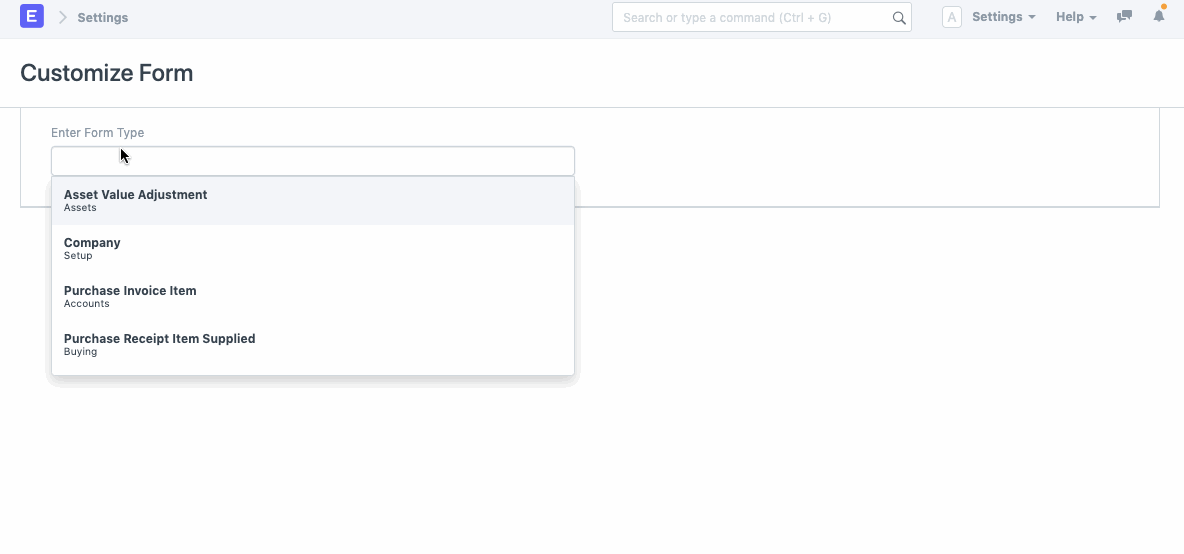 E Settings Search or type a command (Ctrl + G) A Settings Help
Customize Form
Enter Form Type
Asset Value Adjustment
Assets
Company
Setup
Purchase Invoice Item
Accounts
Purchase Receipt Item Supplied
Buying